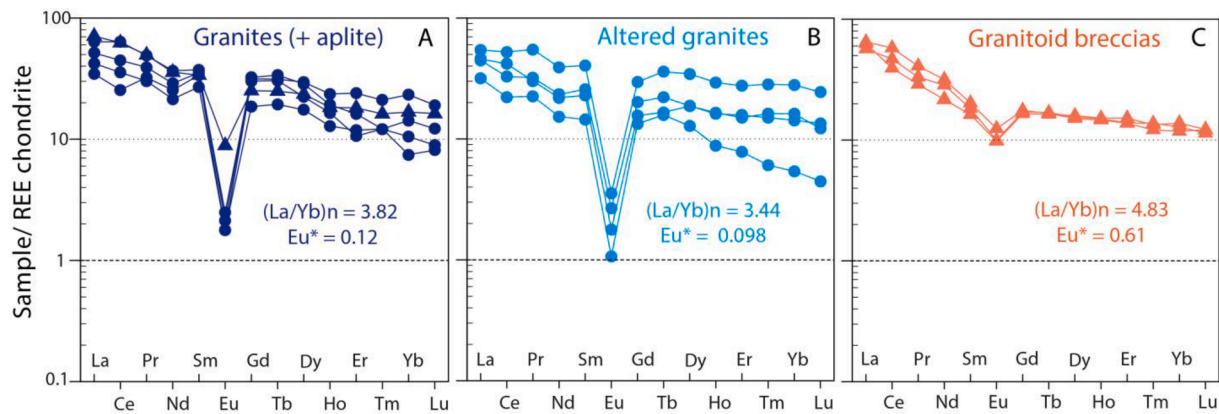 Sample/ REE chondrite
100
10
1
0.1
Granites (+ aplite)
A
(La/Yb)n = 3.82
Eu* = 0.12
La Pr Sm Gd Dy Er Yb
Ce Nd Eu Tb Ho Tm Lu
Altered granites
B
(La/Yb)n = 3.44
Eu* = 0.098
La Pr Sm Gd Dy Er Yb
Ce Nd Eu Tb Ho Tm Lu
Granitoid breccias
C
(La/Yb)n = 4.83
Eu* = 0.61
La Pr Sm Gd Dy Er Yb
Ce Nd Eu Tb Ho Tm Lu